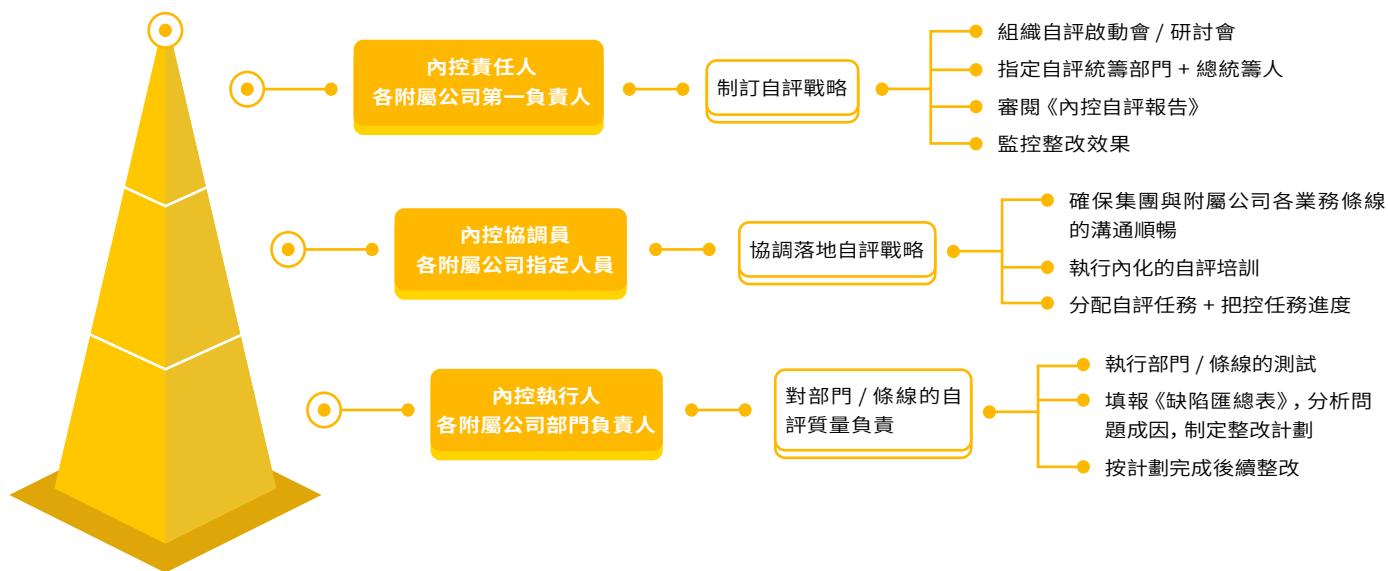 內控責任人
各附屬公司第一負責人
制訂自評戰略
組織自評啟動會 / 研討會
指定自評統籌部門 + 總統籌人
審閱《內控自評報告》
監控整改效果
內控協調員
各附屬公司指定人員
協調落地自評戰略
確保集團與附屬公司各業務條線
的溝通順暢
執行內化的自評培訓
分配自評任務 + 把控任務進度
內控執行人
各附屬公司部門負責人
對部門 / 條線的自
評質量負責
執行部門 / 條線的測試
填報《缺陷匯總表》，分析問
題成因，制定整改計劃
按計劃完成後續整改